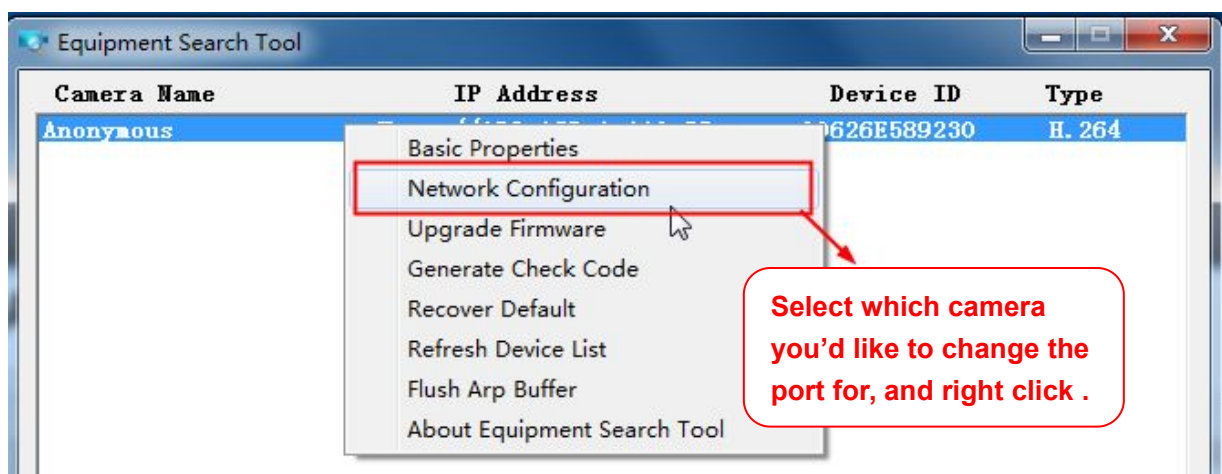 Equipment Search Tool
Camera Name IP Address Device ID Type
Anonymous H.264
Basic Properties
Network Configuration
Upgrade Firmware
Generate Check Code
Recover Default
Refresh Device List
Flush Arp Buffer
About Equipment Search Tool
Select which camera
you’d like to change the
port for, and right click .